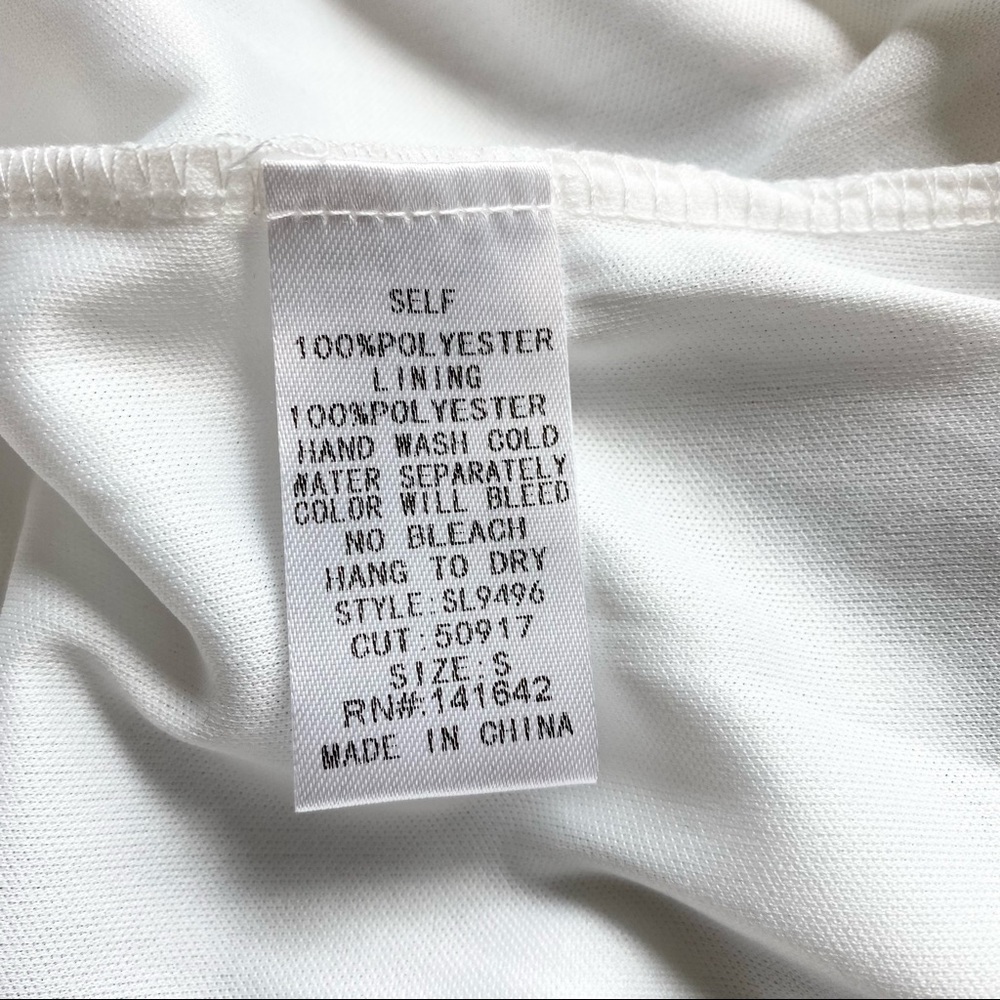 SELF
100%POLYESTER
LINING
100%POLYESTER
HAND WASH COLD
WATER SEPARATELY
COLOR WILL BLEED
NO BLEACH
HANG TO DRY
STYLE:SL9496
CUT:50917
SIZE:S
RN#:141642
MADE IN CHINA